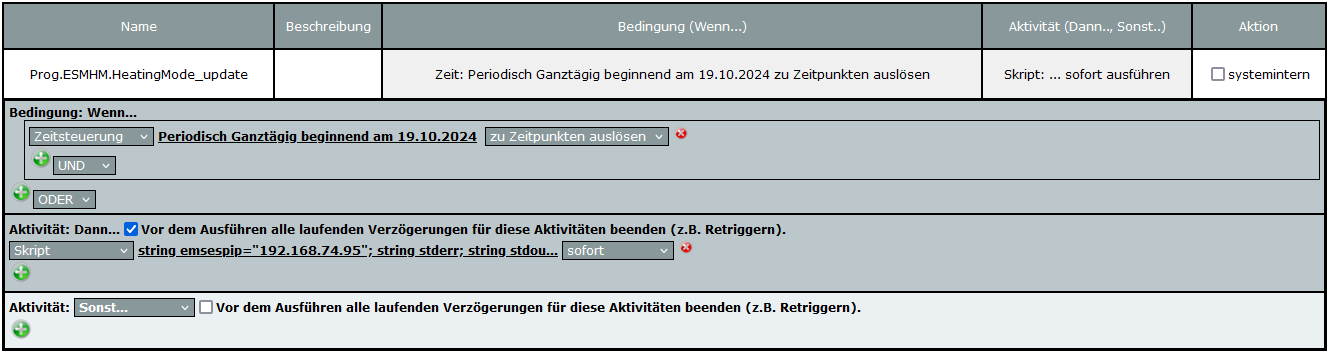 Name Beschreibung Bedingung (Wenn...) Aktivität (Dann.., Sonst..) Aktion
Prog.ESMHM.HeatingMode_update Zeit: Periodisch Ganztägig beginnend am 19.10.2024 zu Zeitpunkten auslösen Skript: ... sofort ausführen systemintern
Bedingung: Wenn...
Zeitsteuerung Periodisch Ganztägig beginnend am 19.10.2024 zu Zeitpunkten auslösen
UND
ODER
Aktivität: Dann... Vor dem Ausführen alle laufenden Verzögerungen für diese Aktivitäten beenden (z.B. Retriggern).
Skript string emsespip="192.168.74.95"; string stderr; string stdou... sofort
Aktivität: Sonst... Vor dem Ausführen alle laufenden Verzögerungen für diese Aktivitäten beenden (z.B. Retriggern).